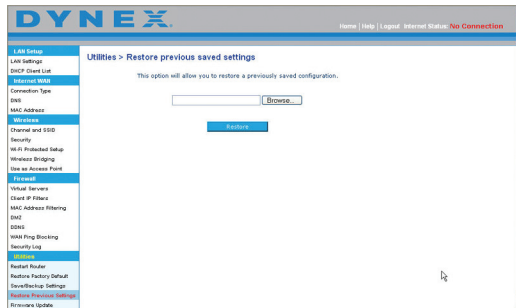 DYNEX
Home | Help | Logout Internet Status: No Connection
LAN Setup
LAN Settings
DHCP Client List
Internet WAN
Connection Type
DNS
MAC Address
Wireless
Channel and SSID
Security
Wi-Fi Protected Setup
Wireless Bridging
Use as Access Point
Firewall
Virtual Servers
Client IP Filters
MAC Address Filtering
DMZ
DDNS
WAN Ping Blocking
Security Log
Utilities
Restart Router
Restore Factory Default
Save/Backup Settings
Restore Previous Settings
Firmware Update
Utilities > Restore previous saved settings
This option will allow you to restore a previously saved configuration.
Browse...
Restore